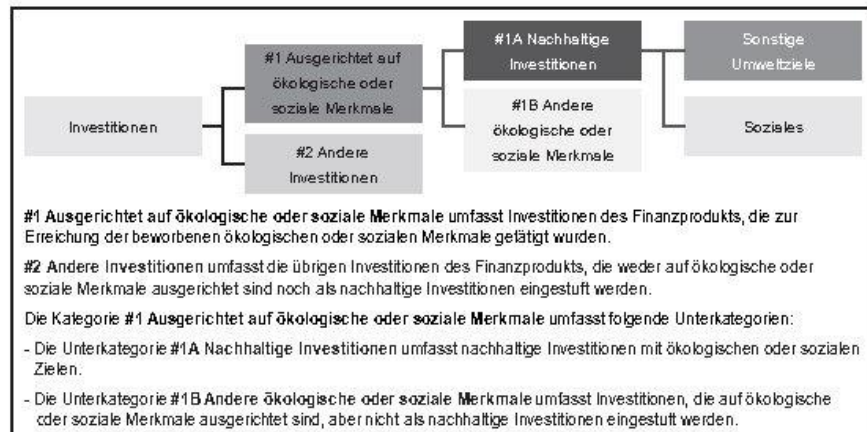 #1A Nachhaltige
Investitionen
Sonstige
Umweltziele
#1 Ausgerichtet auf
ökologische oder
soziale Merkmale
#1B Andere
ökologische oder
soziale Merkmale
Investitionen
Soziales
#2 Andere
Investitionen
#1 Ausgerichtet auf ökologische oder soziale Merkmale umfasst Investitionen des Finanzprodukts, die zur
Erreichung der beworbenen ökologischen oder sozialen Merkmale getätigt wurden.
#2 Andere Investitionen umfasst die übrigen Investitionen des Finanzprodukts, die weder auf ökologische oder
soziale Merkmale ausgerichtet sind noch als nachhaltige Investitionen eingestuft werden.
Die Kategorie #1 Ausgerichtet auf ökologische oder soziale Merkmale umfasst folgende Unterkategorien:
- Die Unterkategorie #1A Nachhaltige Investitionen umfasst nachhaltige Investitionen mit ökologischen oder sozialen
Zielen.
- Die Unterkategorie #1B Andere ökologische oder soziale Merkmale umfasst Investitionen, die auf ökologische
oder soziale Merkmale ausgerichtet sind, aber nicht als nachhaltige Investitionen eingestuft werden.